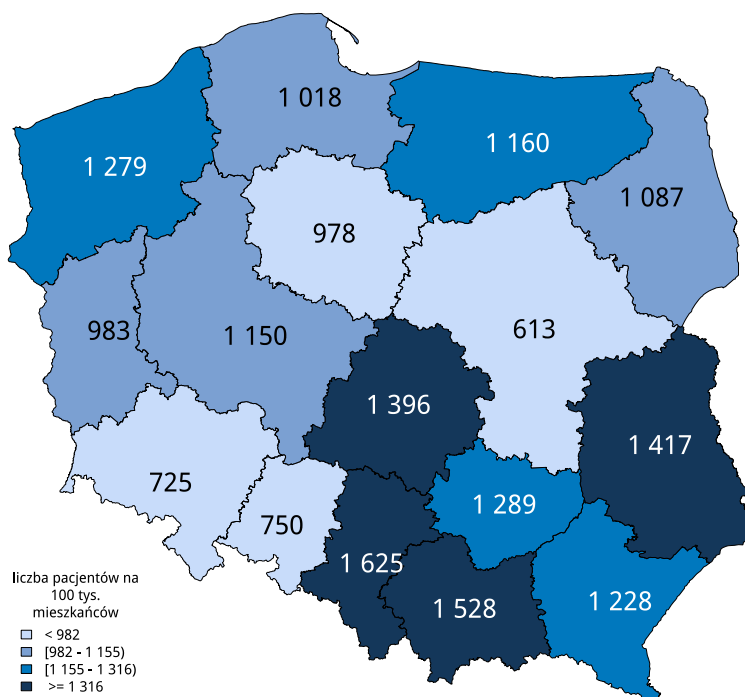 1 018
1 160
1 279
1 087
978
983
1 150
613
1 396
1 417
725
1 289
750
1 625
1 528
1 228
liczba pacjentów na
100 tys.
mieszkańców
< 982
[982 - 1 155)
[1 155 - 1 316)
>= 1 316